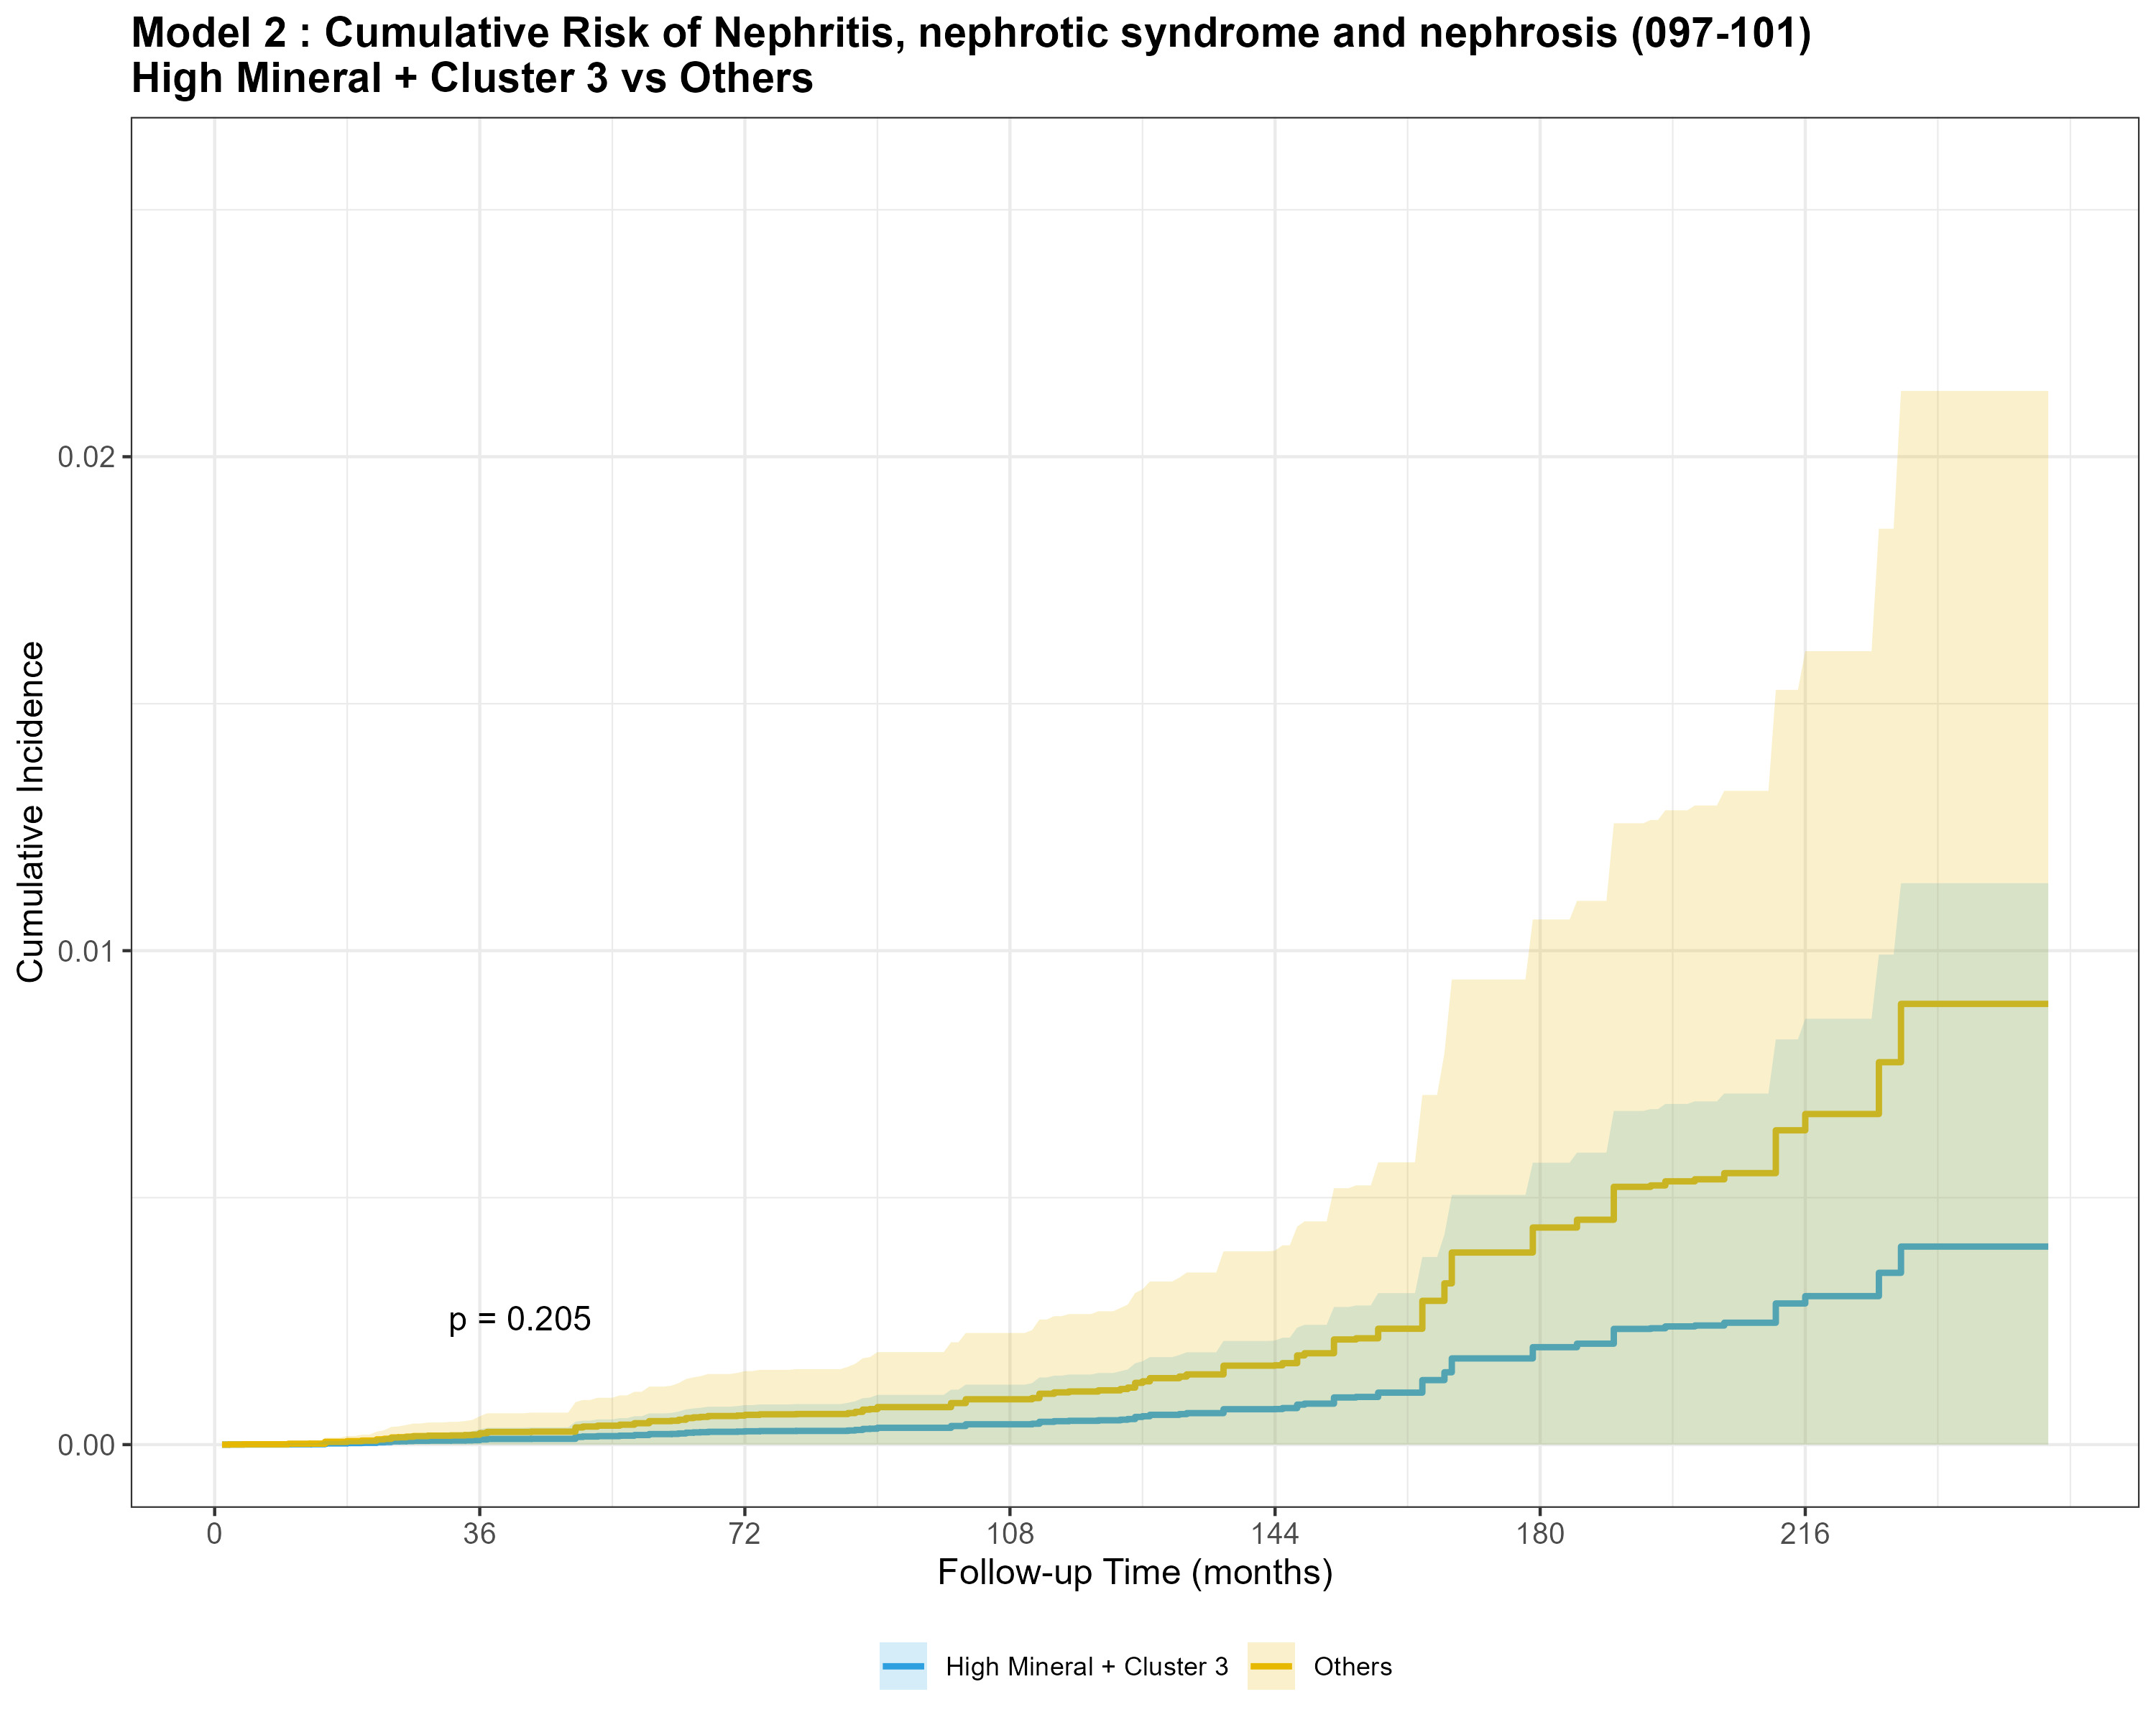 Model 2 : Cumulative Risk of Nephritis, nephrotic syndrome and nephrosis (097-101)
High Mineral + Cluster 3 vs Others
Cumulative Incidence
0.02
0.01
0.00
p = 0.205
0 36 72 108 144 180 216
Follow-up Time (months)
High Mineral + Cluster 3 Others